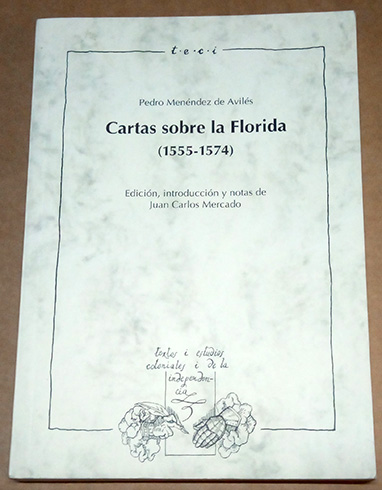 t·e·c·i
Pedro Menéndez de Avilés
Cartas sobre la Florida
(1555-1574)
Edición, introducción y notas de
Juan Carlos Mercado
textos i estudios
coloniales i de la
independen-
cia